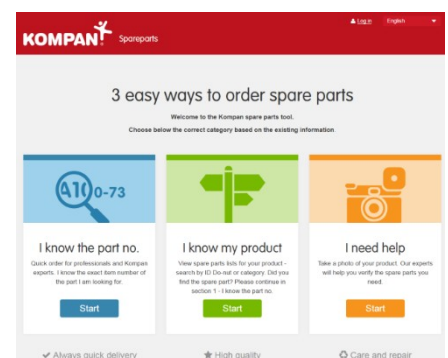 KOMPAN! Spareparts
Log in English
3 easy ways to order spare parts
Welcome to the Kompan spare parts tool.
Choose below the correct category based on the existing information.
A10 0-73
I know the part no.
Quick order for professionals and Kompan
experts. I know the exact item number of
the part I am looking for.
Start
I know my product
View spare parts lists for your product -
search by ID Do-nut or category. Did you
find the spare part? Please continue in
section 1 - I know the part no.
Start
I need help
Take a photo of your product. Our experts
will help you verify the spare parts you
need.
Start
Always quick delivery
High quality
Care and repair